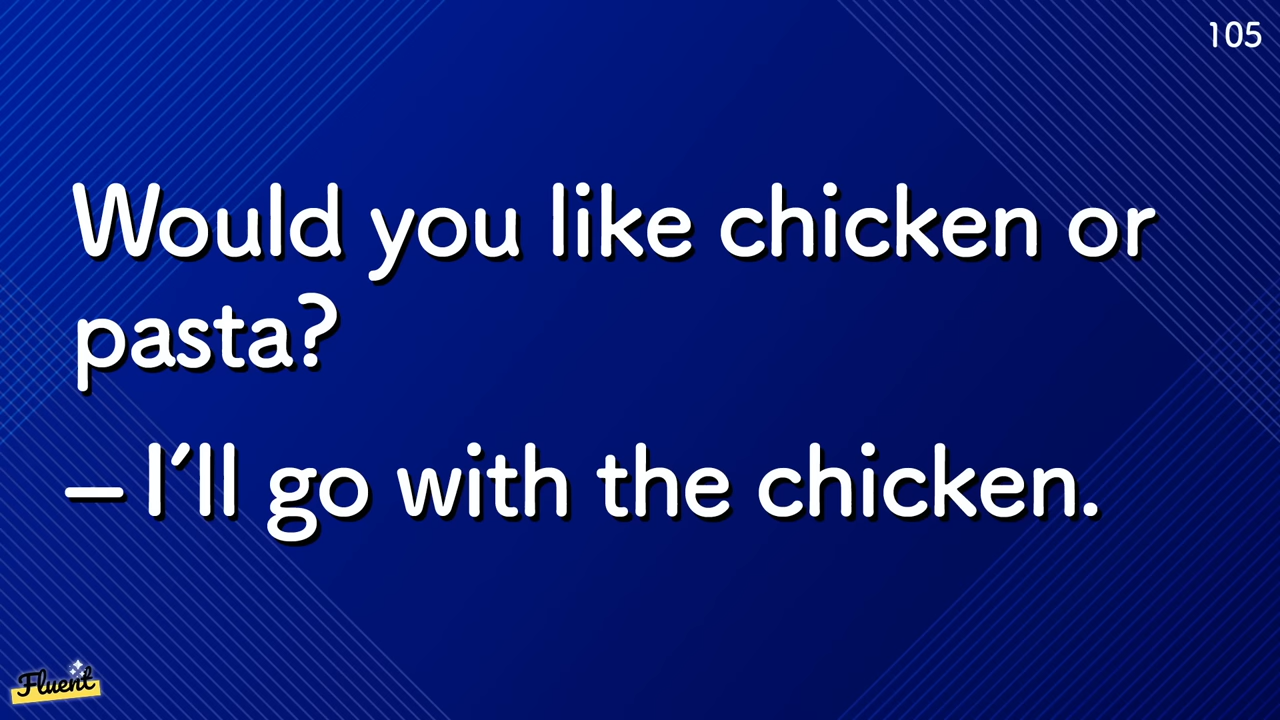 105
Would you like chicken or
pasta?
– I´ll go with the chicken.
Fluent